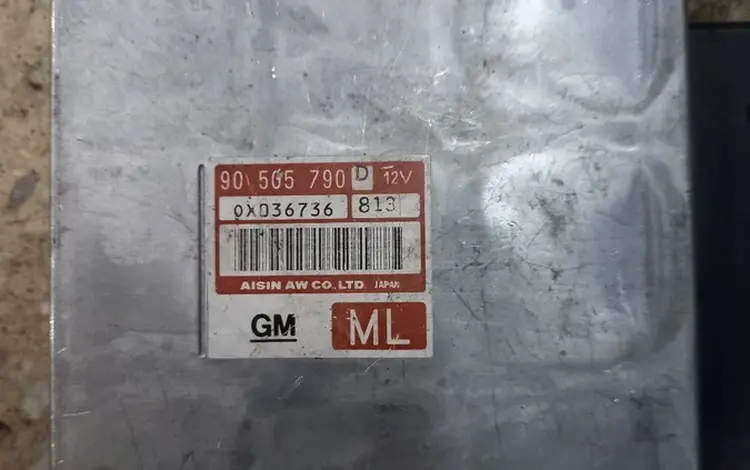 90 505 790 D 12V
0X036736 813
AISIN AW CO., LTD. JAPAN
GM ML